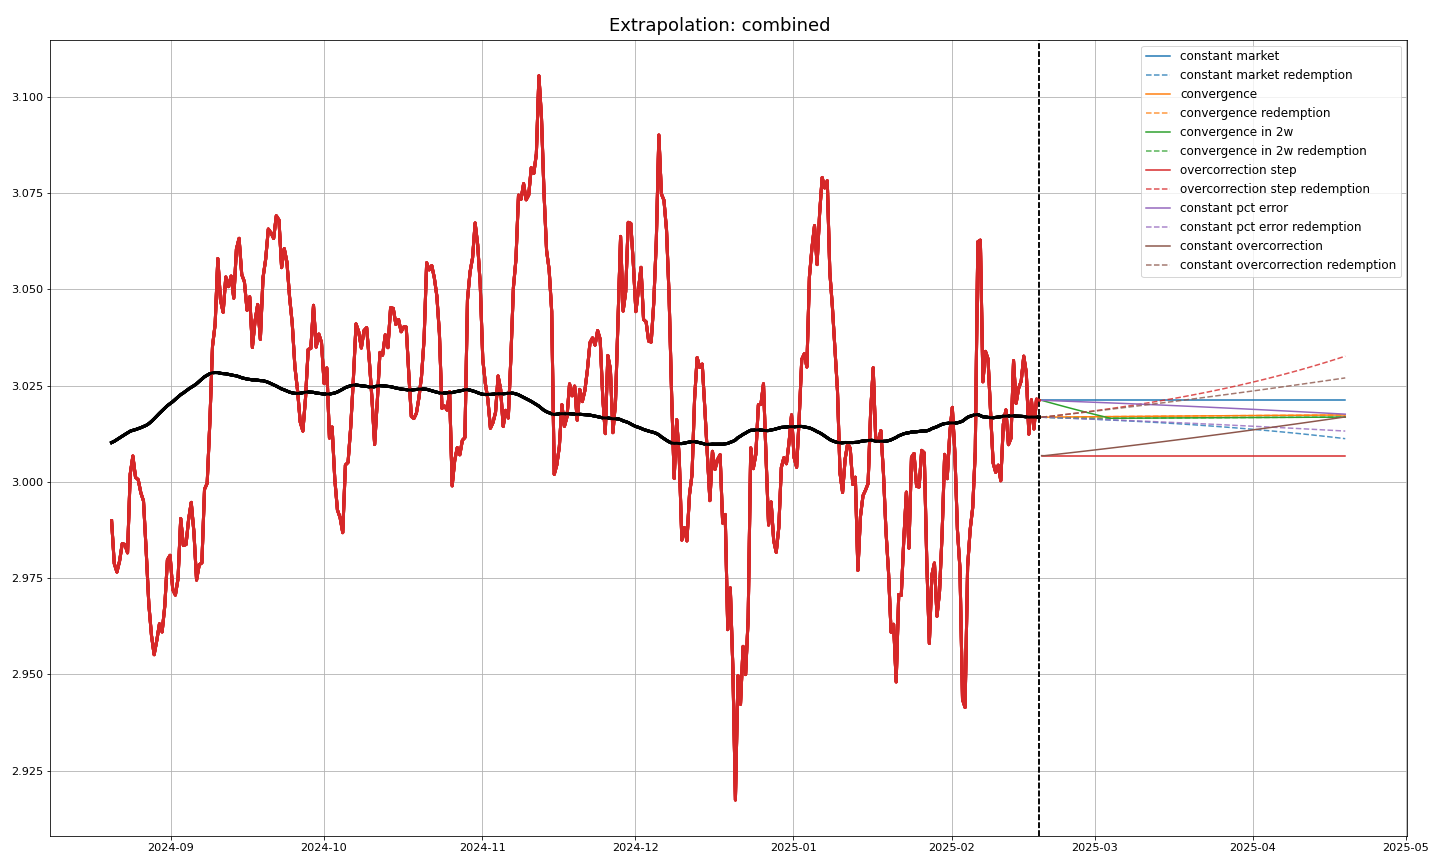 Extrapolation: combined
constant market
constant market redemption
convergence
convergence redemption
convergence in 2w
convergence in 2w redemption
overcorrection step
overcorrection step redemption
constant pct error
constant pct error redemption
constant overcorrection
constant overcorrection redemption
3.100
3.075
3.050
3.025
3.000
2.975
2.950
2.925
2024-09 2024-10 2024-11 2024-12 2025-01 2025-02 2025-03 2025-04 2025-05